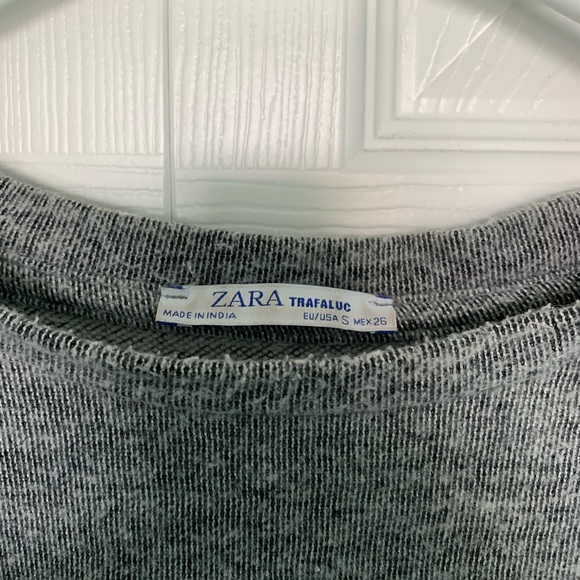 ZARA TRAFALUC
MADE IN INDIA EU/USA S MEX 26